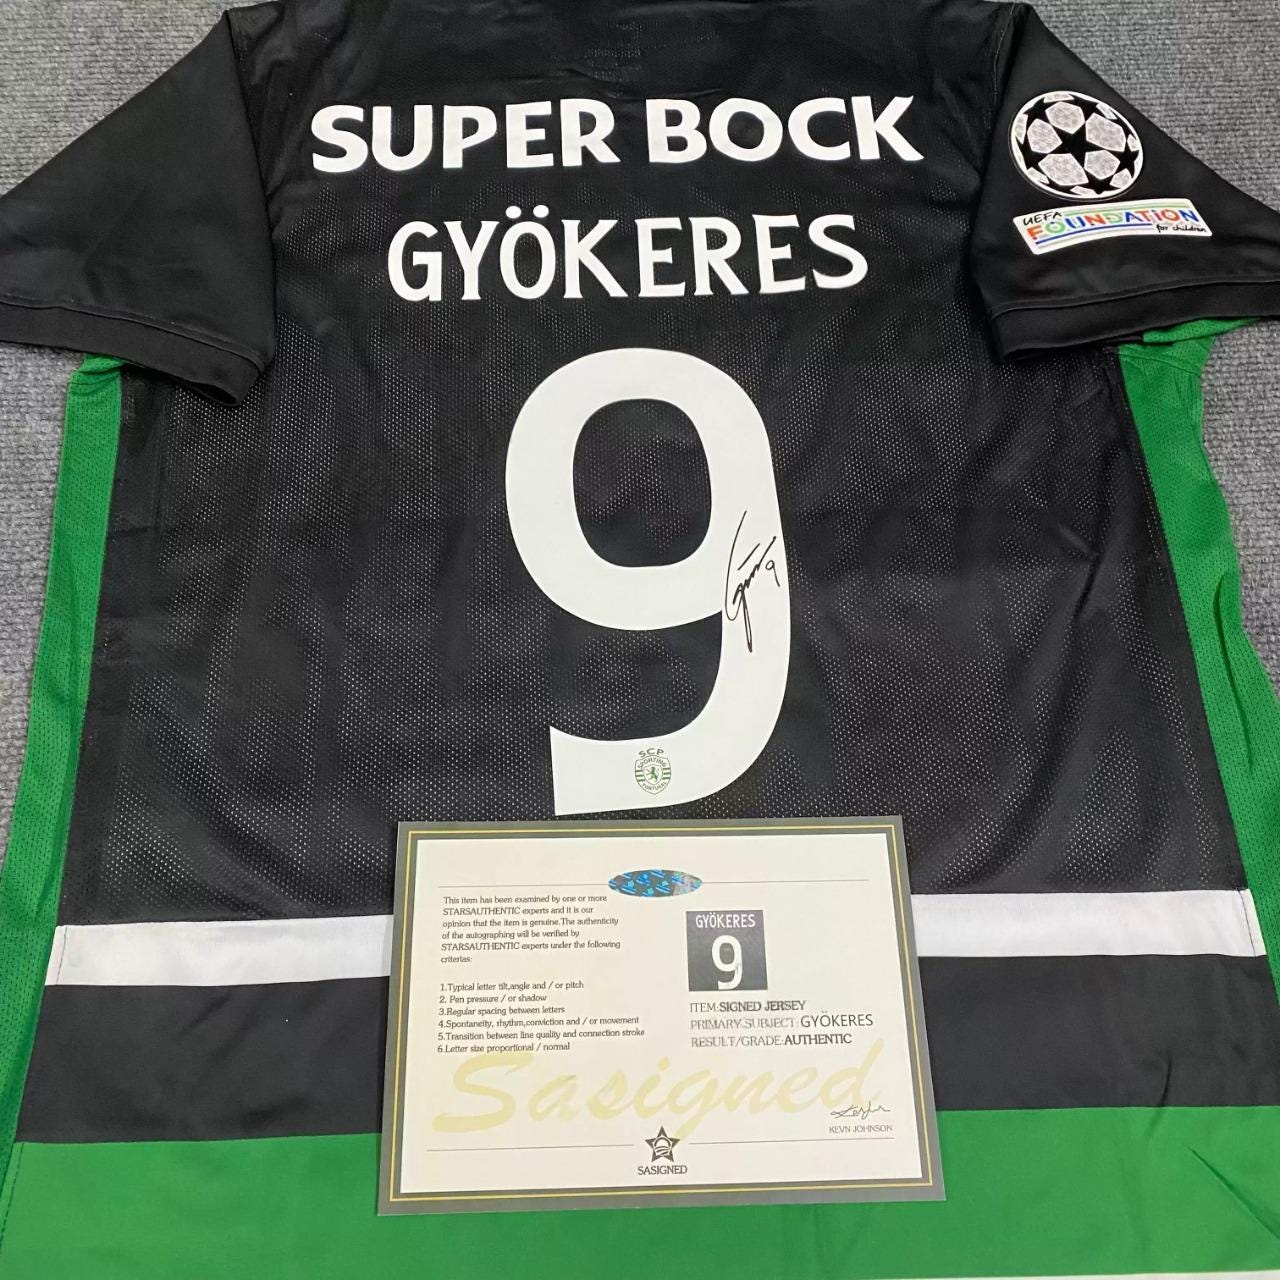 SUPER BOCK
GYÖKERES
9
UEFA
FOUNDATION
for children
9
SCP
SPORTING
PORTUGAL
This item has been examined by one or more
STARSAUTHENTIC experts and it is our
opinion that the item is genuine.The authenticity
of the autographing will be verified by
STARSAUTHENTIC experts under the following
criterias:
1.Typical letter tilt,angle and / or pitch
2. Pen pressure / or shadow
3.Regular spacing between letters
4.Spontaneity, rhythm,conviction and / or movement
5.Transition between line quality and connection stroke
6.Letter size proportional / normal
GYÖKERES
9
ITEM:SIGNED JERSEY
PRIMARY.SUBJECT:GYÖKERES
RESULT/GRADE:AUTHENTIC
Sasigned
KEVN JOHNSON
SASIGNED